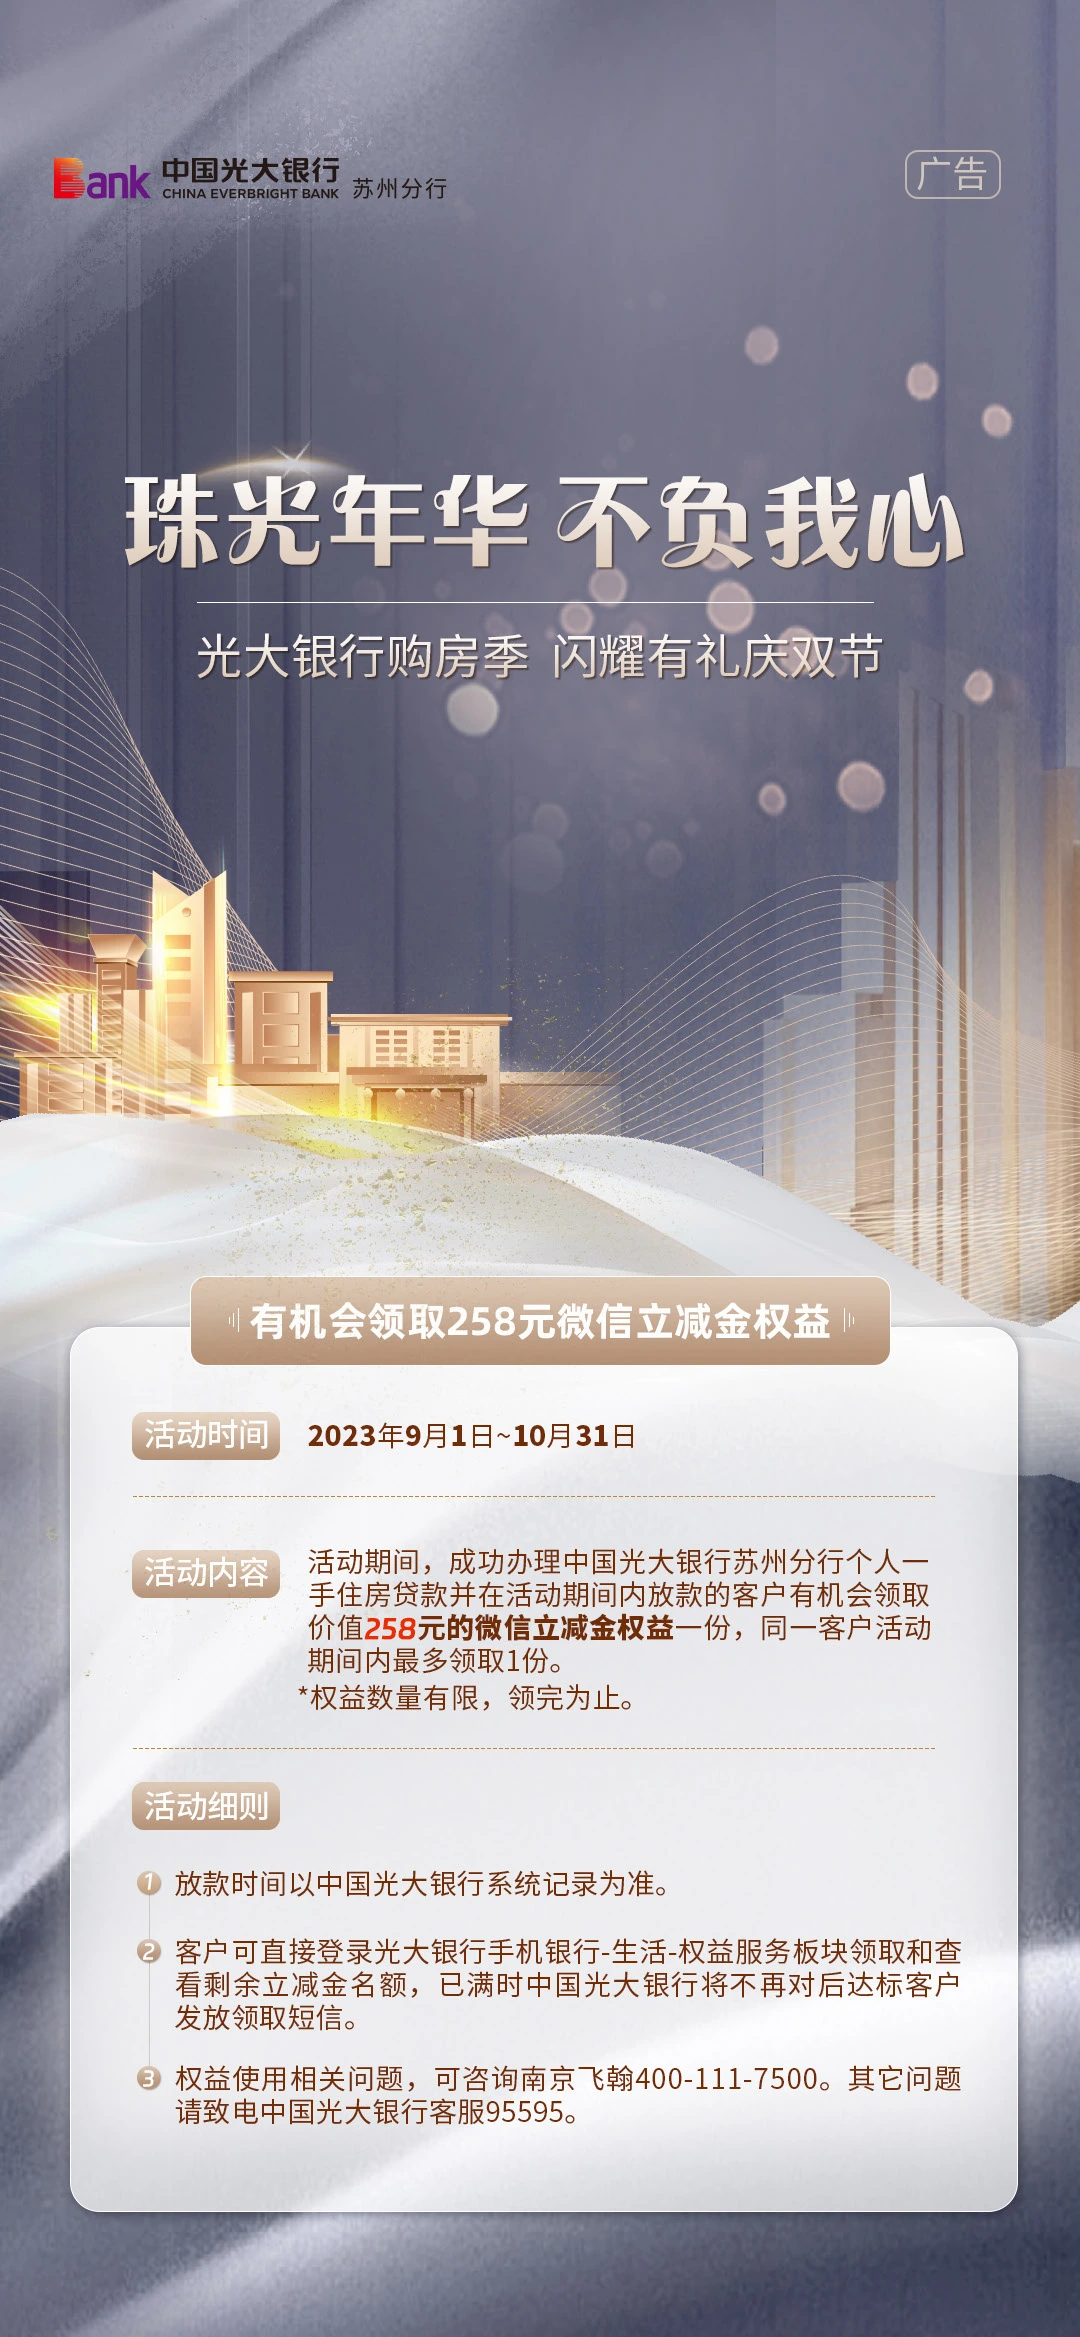 Bank 中国光大银行 CHINA EVERBRIGHT BANK 苏州分行
广告
珠光年华 不负我心
光大银行购房季 闪耀有礼庆双节
有机会领取258元微信立减金权益
活动时间 2023年9月1日~10月31日
活动内容 活动期间，成功办理中国光大银行苏州分行个人一
手住房贷款并在活动期间内放款的客户有机会领取
价值258元的微信立减金权益一份，同一客户活动
期间内最多领取1份。
*权益数量有限，领完为止。
活动细则
1 放款时间以中国光大银行系统记录为准。
2 客户可直接登录光大银行手机银行-生活-权益服务板块领取和查
看剩余立减金名额，已满时中国光大银行将不再对后达标客户
发放领取短信。
3 权益使用相关问题，可咨询南京飞翰400-111-7500。其它问题
请致电中国光大银行客服95595。